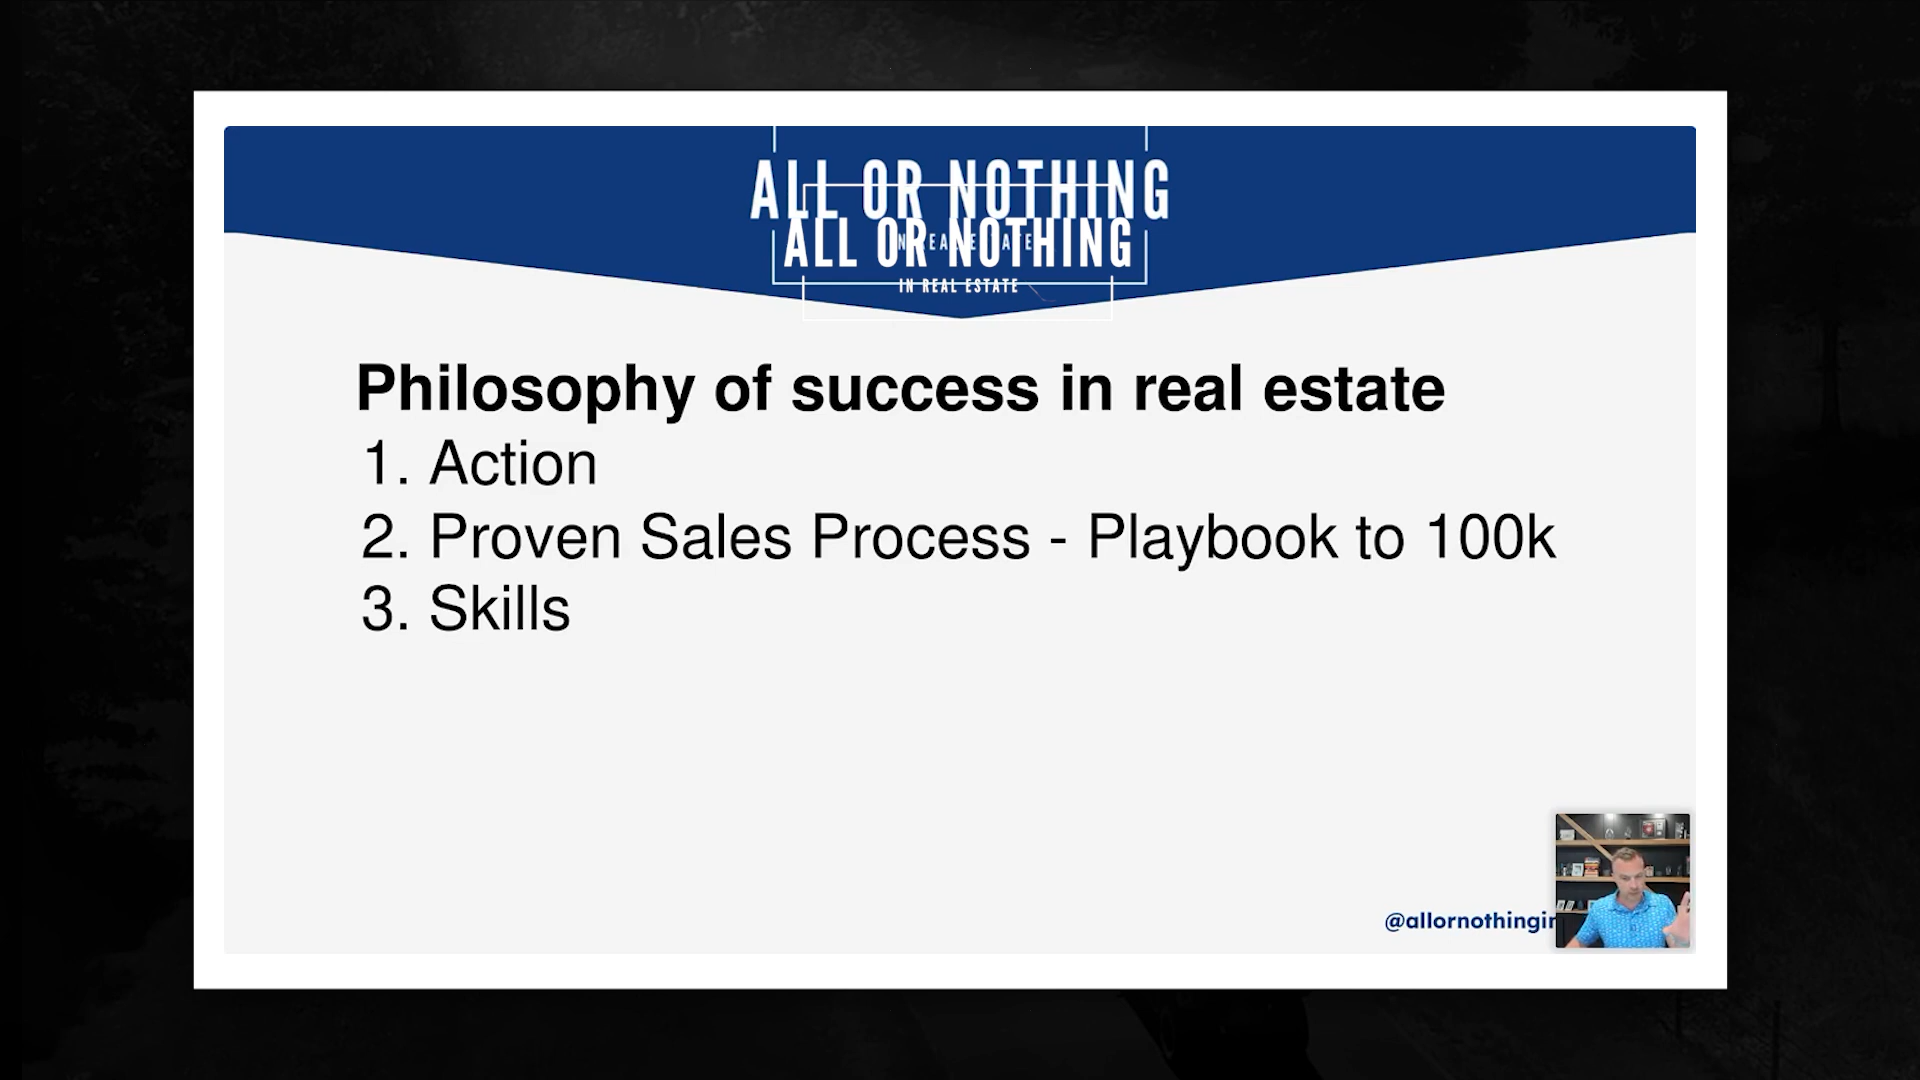 ALL OR NOTHING
ALL OR NOTHING
IN REAL ESTATE
Philosophy of success in real estate
1. Action
2. Proven Sales Process - Playbook to 100k
3. Skills
@allornothingin